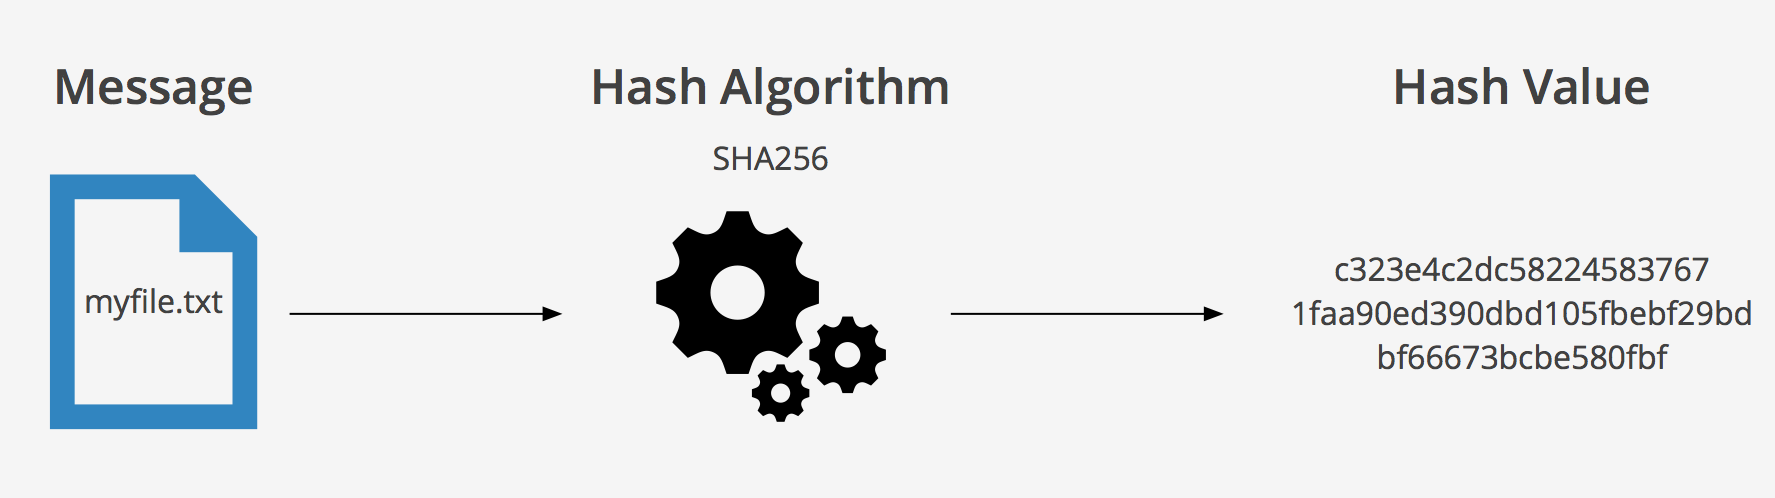 Message
Hash Algorithm
Hash Value
SHA256
myfile.txt
c323e4c2dc58224583767
1faa90ed390dbd105fbebf29bd
bf66673bcbe580fbf